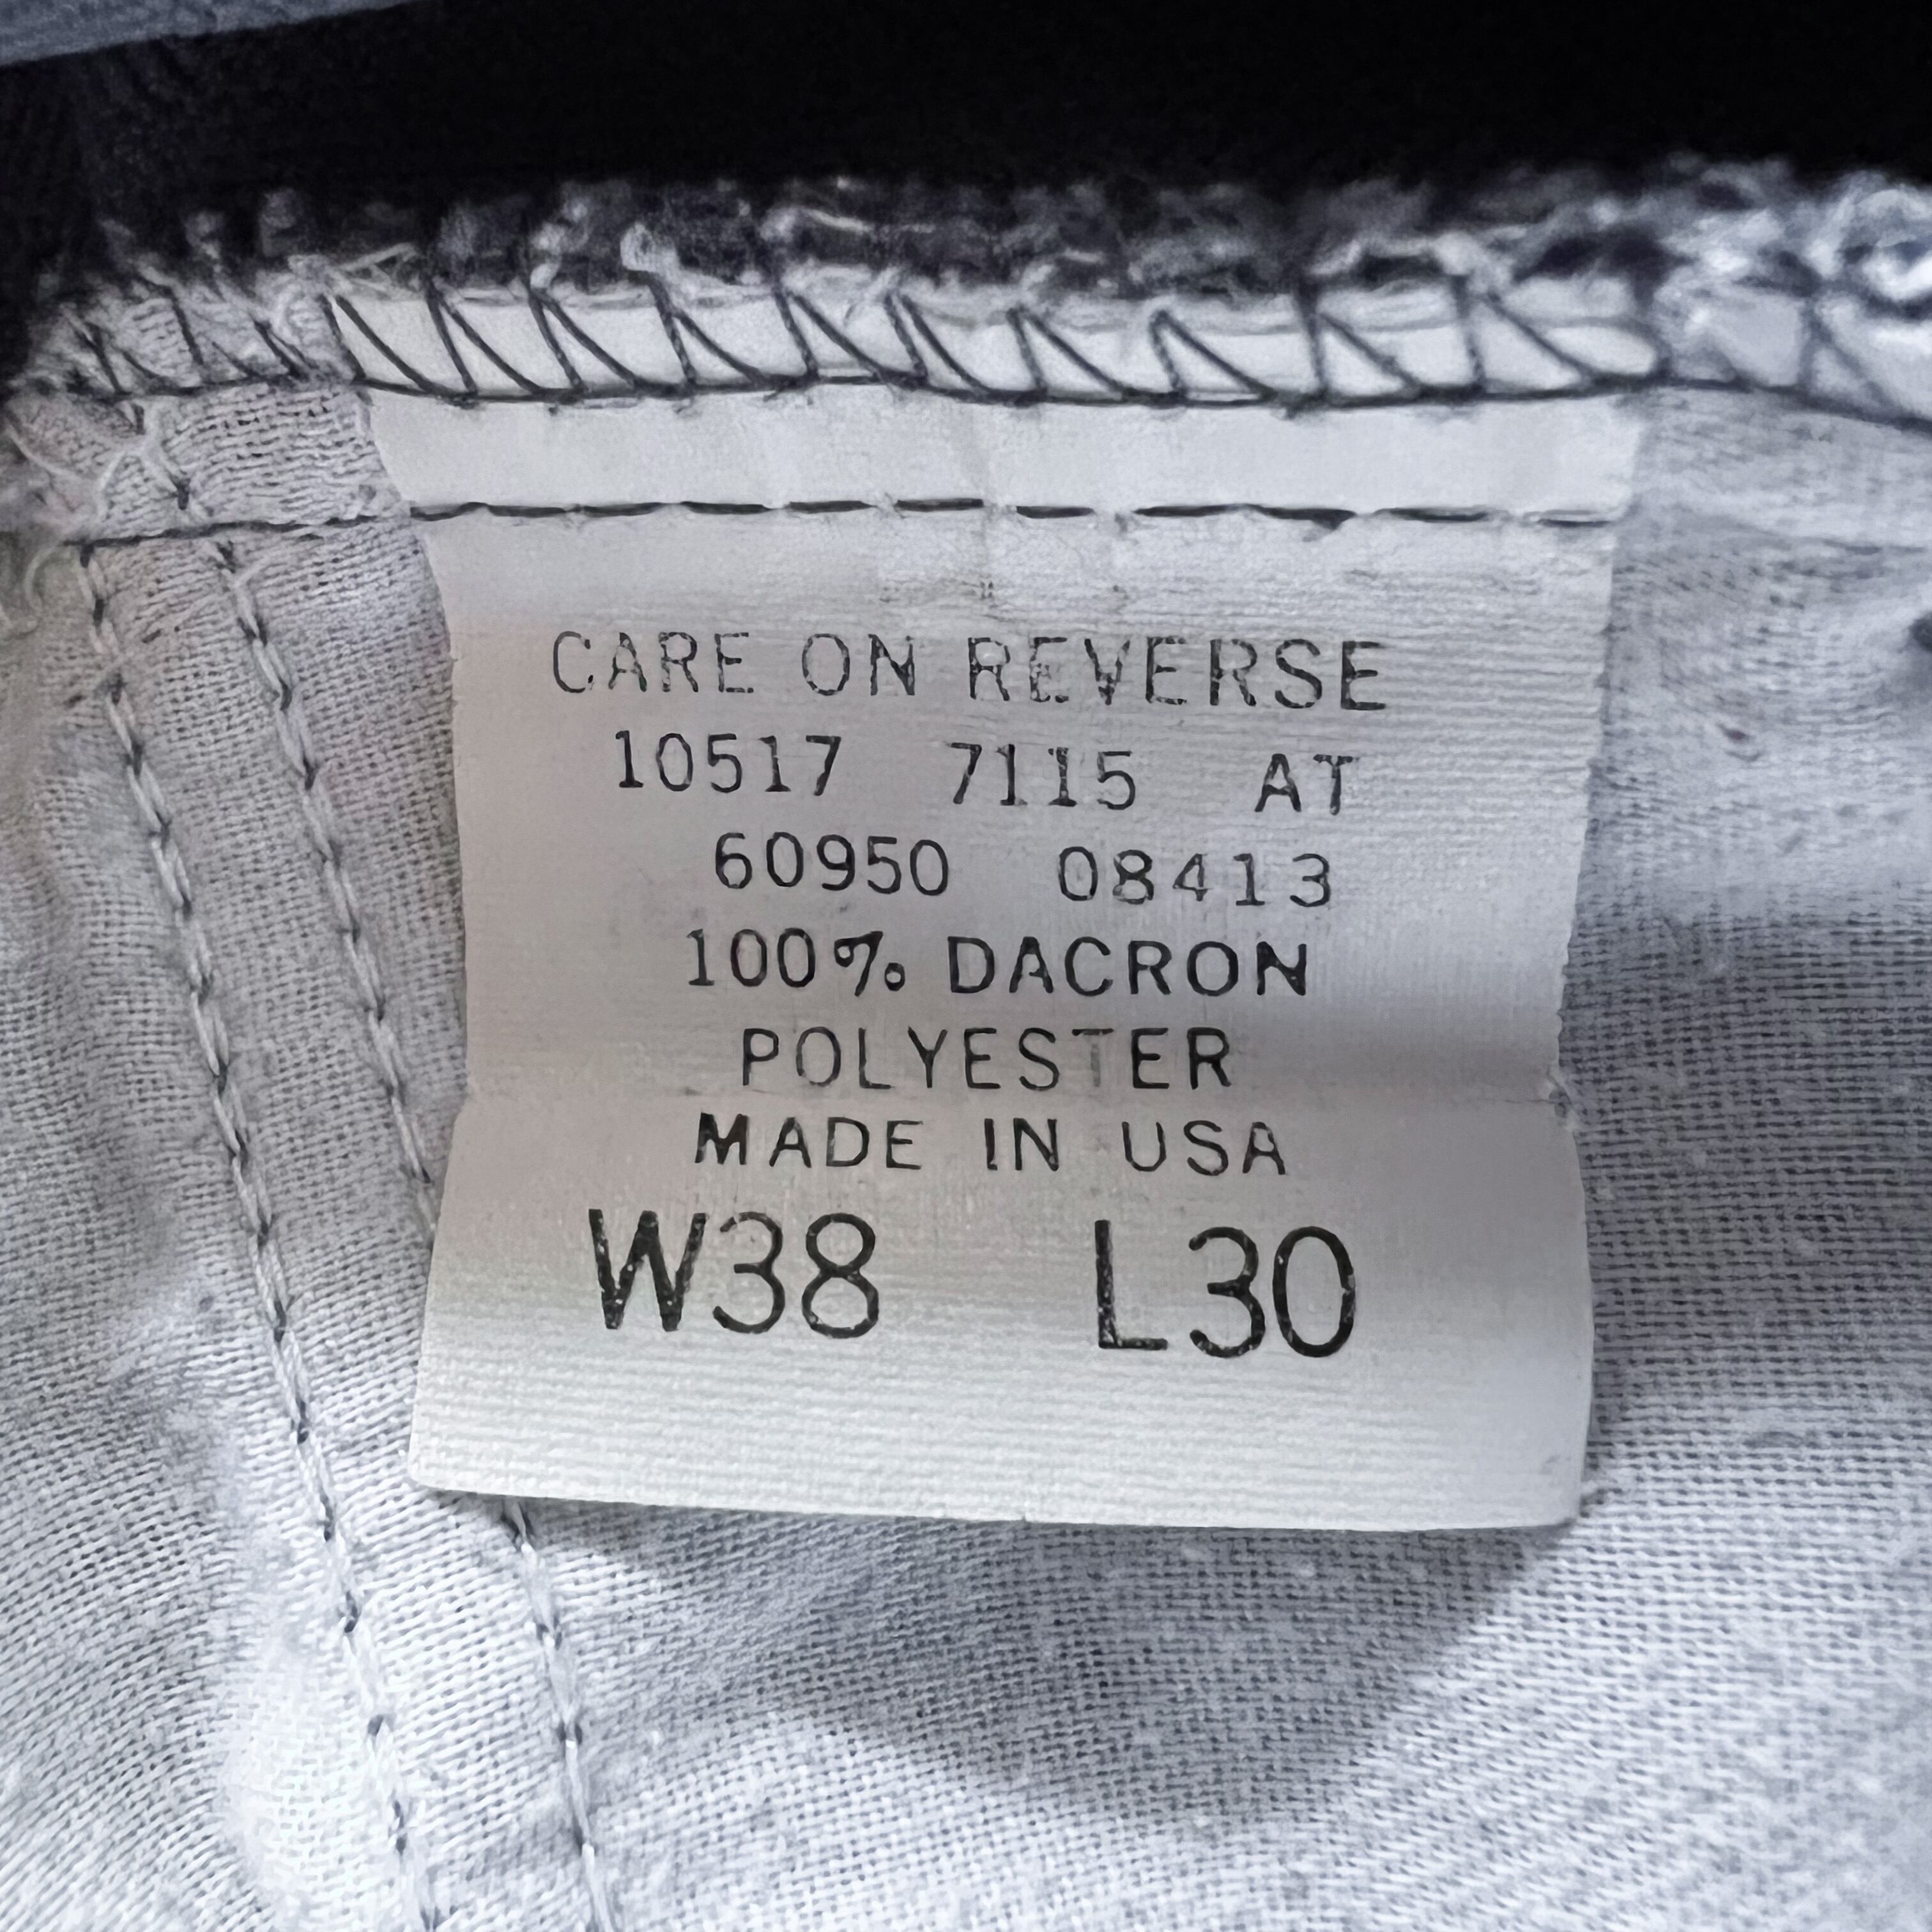 CARE ON REVERSE
10517 7115 AT
60950 08413
100% DACRON
POLYESTER
MADE IN USA
W38 L30